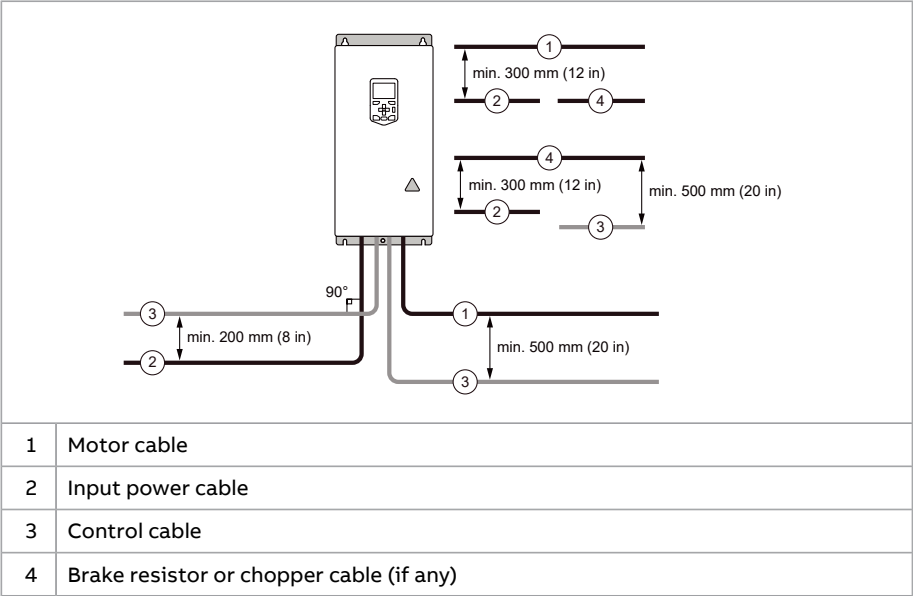 1
min. 300 mm (12 in)
2
4
4
min. 300 mm (12 in)
min. 500 mm (20 in)
2
3
90°
3
1
min. 200 mm (8 in)
min. 500 mm (20 in)
2
3
1 Motor cable
2 Input power cable
3 Control cable
4 Brake resistor or chopper cable (if any)